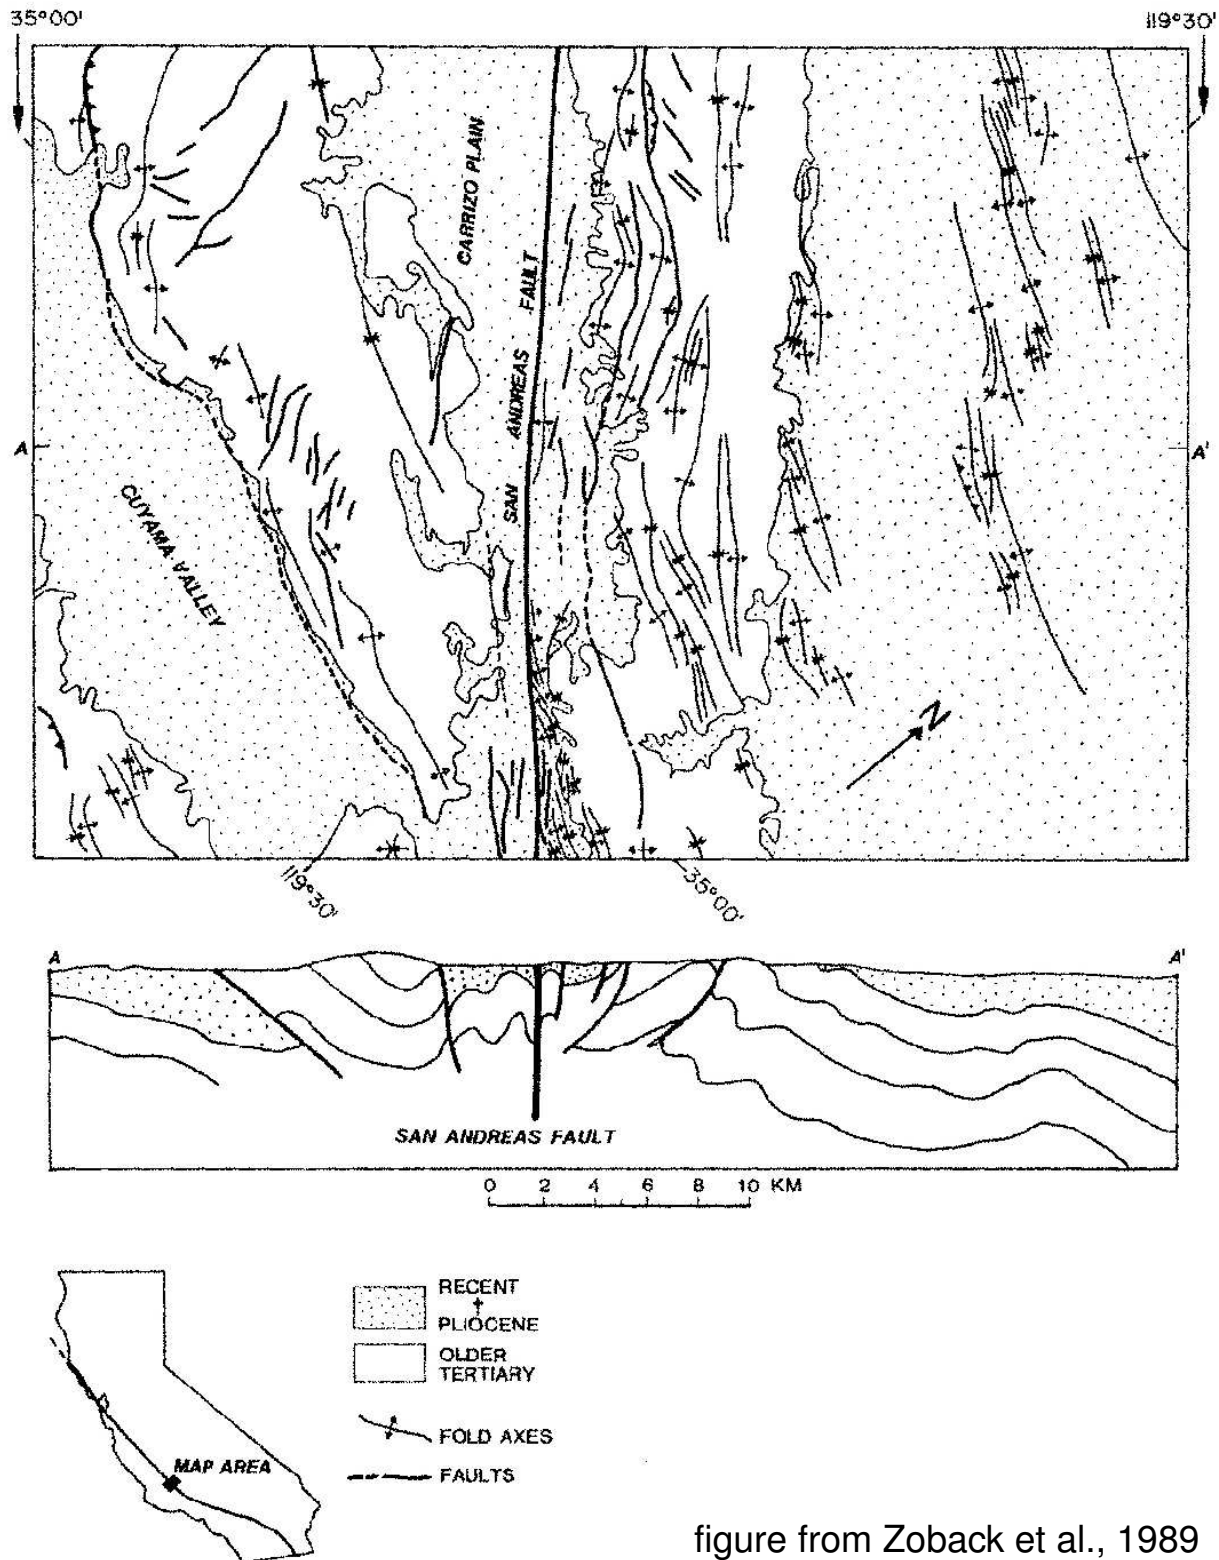 35°00'
119°30'
CARRIZO PLAIN
SAN ANDREAS FAULT
A
A'
CUYAMA VALLEY
N
119°30'
35°00'
A
A'
SAN ANDREAS FAULT
0 2 4 6 8 10 KM
RECENT
+
PLIOCENE
OLDER
TERTIARY
FOLD AXES
FAULTS
MAP AREA
figure from Zoback et al., 1989